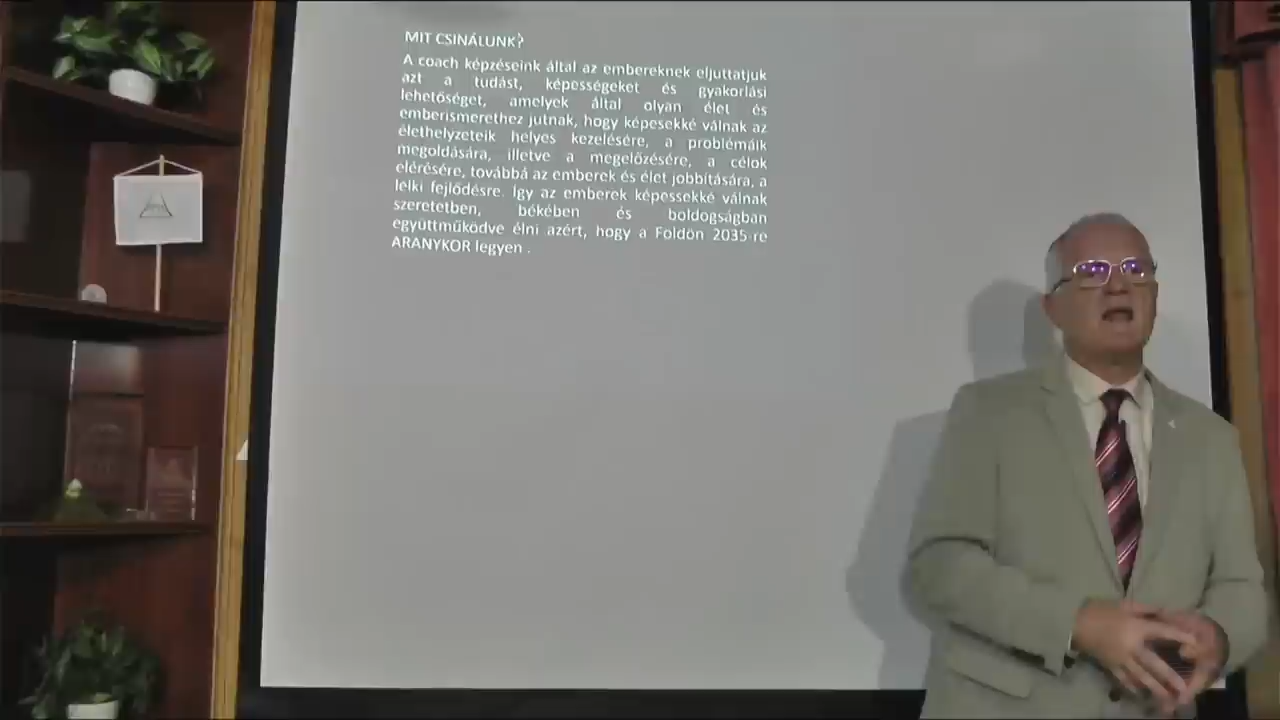 MIT CSINÁLUNK?
A coach képzéseink által az embereknek eljuttatjuk
azt a tudást, képességeket és gyakorlási
lehetőséget, amelyek által olyan élet és
emberismerethez jutnak, hogy képesekké válnak az
élethelyzeteik helyes kezelésére, a problémáik
megoldására, illetve a megelőzésére, a célok
elérésére, továbbá az emberek és élet jobbítására, a
lelki fejlődésre. Így az emberek képessekké válnak
szeretetben, békében és boldogságban
együttműködve élni azért, hogy a Földön 2035-re
ARANYKOR legyen .